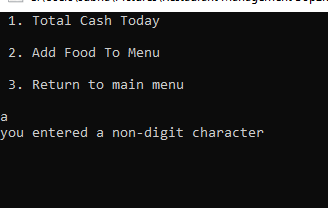 1. Total Cash Today
2. Add Food To Menu
3. Return to main menu
a
you entered a non-digit character